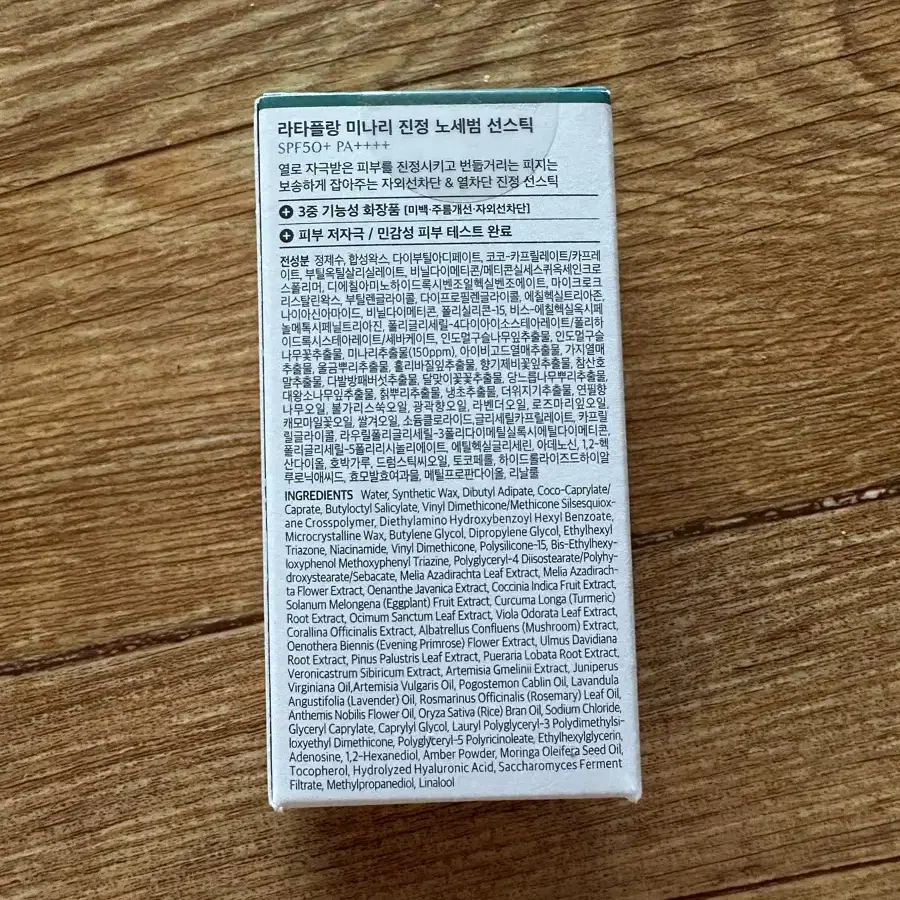 라타플랑 미나리 진정 노세범 선스틱
SPF50+ PA++++
열로 자극받은 피부를 진정시키고 번들거리는 피지는
보송하게 잡아주는 자외선차단 & 열차단 진정 선스틱
3중 기능성 화장품 [미백·주름개선·자외선차단]
피부 저자극 / 민감성 피부 테스트 완료
전성분 정제수, 합성왁스, 다이부틸아디페이트, 코코-카프릴레이트/카프레
이트, 부틸옥틸살리실레이트, 비닐다이메티콘/메티콘실세스퀴옥세인크로
스폴리머, 디에칠아미노하이드록시벤조일헥실벤조에이트, 마이크로크
리스탈린왁스, 부틸렌글라이콜, 다이프로필렌글라이콜, 에칠헥실트리아존,
나이아신아마이드, 비닐다이메티콘, 폴리실리콘-15, 비스-에칠헥실옥시페
놀메톡시페닐트리아진, 폴리글리세릴-4다이아이소스테아레이트/폴리하
이드록시스테아레이트/세바케이트, 인도멀구슬나무잎추출물, 인도멀구슬
나무꽃추출물, 미나리추출물(150ppm), 아이비고드열매추출물, 가지열매
추출물, 울금뿌리추출물, 홀리바질잎추출물, 향기제비꽃잎추출물, 참산호
말추출물, 다발방패버섯추출물, 달맞이꽃꽃추출물, 당느릅나무뿌리추출물,
대왕소나무잎추출물, 칡뿌리추출물, 냉초추출물, 더위지기추출물, 연필향
나무오일, 불가리스쑥오일, 광곽향오일, 라벤더오일, 로즈마리잎오일,
캐모마일꽃오일, 쌀겨오일, 소듐클로라이드,글리세릴카프릴레이트, 카프릴
릴글라이콜, 라우릴폴리글리세릴-3폴리다이메틸실록시에틸다이메티콘,
폴리글리세릴-5폴리리시놀리에이트, 에틸헥실글리세린, 아데노신, 1,2-헥
산다이올, 호박가루, 드럼스틱씨오일, 토코페롤, 하이드롤라이즈드하이알
루로닉애씨드, 효모발효여과물, 메틸프로판다이올, 리날룰
INGREDIENTS Water, Synthetic Wax, Dibutyl Adipate, Coco-Caprylate/
Caprate, Butyloctyl Salicylate, Vinyl Dimethicone/Methicone Silsesquiox-
ane Crosspolymer, Diethylamino Hydroxybenzoyl Hexyl Benzoate,
Microcrystalline Wax, Butylene Glycol, Dipropylene Glycol, Ethylhexyl
Triazone, Niacinamide, Vinyl Dimethicone, Polysilicone-15, Bis-Ethylhexy-
loxyphenol Methoxyphenyl Triazine, Polyglyceryl-4 Diisostearate/Polyhy-
droxystearate/Sebacate, Melia Azadirachta Leaf Extract, Melia Azadirach-
ta Flower Extract, Oenanthe Javanica Extract, Coccinia Indica Fruit Extract,
Solanum Melongena (Eggplant) Fruit Extract, Curcuma Longa (Turmeric)
Root Extract, Ocimum Sanctum Leaf Extract, Viola Odorata Leaf Extract,
Corallina Officinalis Extract, Albatrellus Confluens (Mushroom) Extract,
Oenothera Biennis (Evening Primrose) Flower Extract, Ulmus Davidiana
Root Extract, Pinus Palustris Leaf Extract, Pueraria Lobata Root Extract,
Veronicastrum Sibiricum Extract, Artemisia Gmelinii Extract, Juniperus
Virginiana Oil,Artemisia Vulgaris Oil, Pogostemon Cablin Oil, Lavandula
Angustifolia (Lavender) Oil, Rosmarinus Officinalis (Rosemary) Leaf Oil,
Anthemis Nobilis Flower Oil, Oryza Sativa (Rice) Bran Oil, Sodium Chloride,
Glyceryl Caprylate, Caprylyl Glycol, Lauryl Polyglyceryl-3 Polydimethylsi-
loxyethyl Dimethicone, Polyglyceryl-5 Polyricinoleate, Ethylhexylglycerin,
Adenosine, 1,2-Hexanediol, Amber Powder, Moringa Oleifera Seed Oil,
Tocopherol, Hydrolyzed Hyaluronic Acid, Saccharomyces Ferment
Filtrate, Methylpropanediol, Linalool